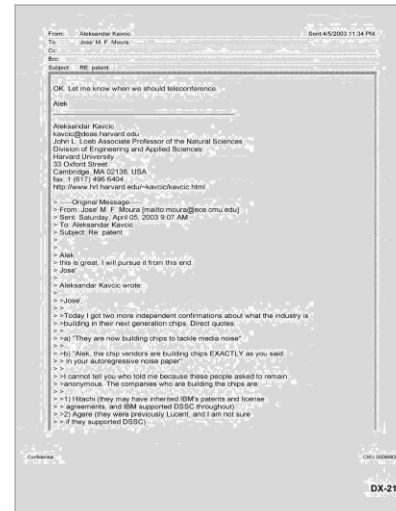 From: Aleksandar Kavcic Sent:4/5/2003 11:34 PM.
To: Jose' M. F. Moura
Cc:
Bcc:
Subject: RE: patent
OK. Let me know when we should teleconference.
Alek
Aleksandar Kavcic
kavcic@deas.harvard.edu
John L. Loeb Associate Professor of the Natural Sciences
Division of Engineering and Applied Sciences
Harvard University
33 Oxford Street
Cambridge, MA 02138, USA
fax: 1 (617) 496 6404
http://www.hrl.harvard.edu/~kavcic/kavcic.html
> -----Original Message-----
> From: Jose' M. F. Moura [mailto:moura@ece.cmu.edu]
> Sent: Saturday, April 05, 2003 9:07 AM
> To: Aleksandar Kavcic
> Subject: Re: patent
>
>
> Alek
> this is great, I will pursue it from this end.
> Jose'
>
> Aleksandar Kavcic wrote:
>
> >Jose',
> >
> >Today I got two more independent confirmations about what the industry is
> >building in their next generation chips. Direct quotes:
> >
> >a) "They are now building chips to tackle media noise"
> >
> >b) "Alek, the chip vendors are building chips EXACTLY as you said
> > in your autoregressive noise paper"
> >
> >I cannot tell you who told me because these people asked to remain
> >anonymous. The companies who are building the chips are:
> >
> >1) Hitachi (they may have inherited IBM's patents and license
> > agreements, and IBM supported DSSC throughout)
> >2) Agere (they were previously Lucent, and I am not sure
> > if they supported DSSC)
Confidential
DX-21